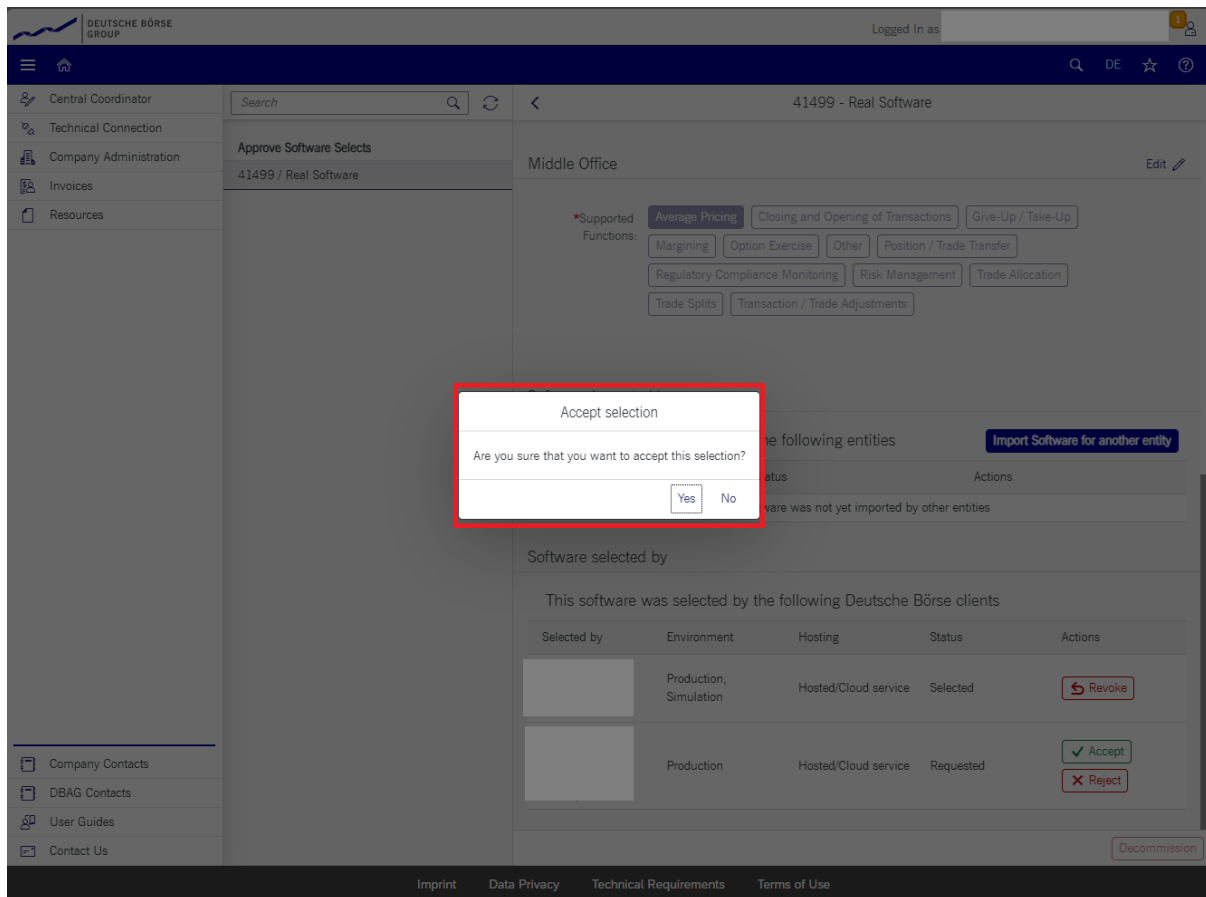 DEUTSCHE BÖRSE
GROUP
Logged In as
1
DE
Central Coordinator
Technical Connection
Company Administration
Invoices
Resources
Search
Approve Software Selects
41499 / Real Software
41499 - Real Software
Middle Office
Edit
*Supported Functions:
Average Pricing
Closing and Opening of Transactions
Give-Up / Take-Up
Margining
Option Exercise
Other
Position / Trade Transfer
Regulatory Compliance Monitoring
Risk Management
Trade Allocation
Trade Splits
Transaction / Trade Adjustments
Accept selection
Are you sure that you want to accept this selection?
Yes
No
following entities
Import Software for another entity
Actions
was not yet imported by other entities
Software selected by
This software was selected by the following Deutsche Börse clients
Selected by
Environment
Hosting
Status
Actions
Production,
Simulation
Hosted/Cloud service
Selected
Revoke
Production
Hosted/Cloud service
Requested
Accept
Reject
Decommission
Company Contacts
DBAG Contacts
User Guides
Contact Us
Imprint
Data Privacy
Technical Requirements
Terms of Use